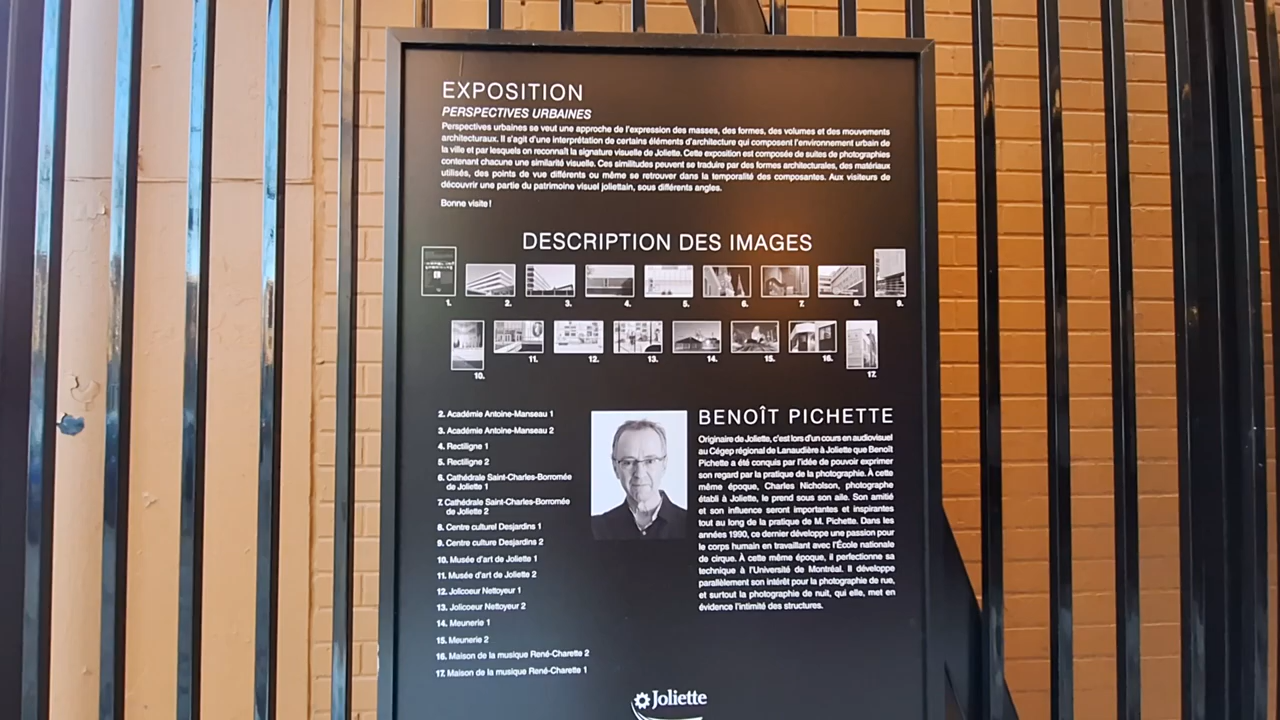 EXPOSITION
PERSPECTIVES URBAINES
Perspectives urbaines se veut une approche de l'expression des masses, des formes, des volumes et des mouvements
architecturaux. Il s'agit d'une interprétation de certains éléments d'architecture qui composent l'environnement urbain de
la ville et par lesquels on reconnaît la signature visuelle de Joliette. Cette exposition est composée de suites de photographies
contenant chacune une similarité visuelle. Ces similitudes peuvent se traduire par des formes architecturales, des matériaux
utilisés, des points de vue différents ou même se retrouver dans la temporalité des composantes. Aux visiteurs de
découvrir une partie du patrimoine visuel joliettain, sous différents angles.
Bonne visite !
DESCRIPTION DES IMAGES
1. 2. 3. 4. 5. 6. 7. 8. 9.
10. 11. 12. 13. 14. 15. 16. 17.
2. Académie Antoine-Manseau 1
3. Académie Antoine-Manseau 2
4. Rectiligne 1
5. Rectiligne 2
6. Cathédrale Saint-Charles-Borromée
de Joliette 1
7. Cathédrale Saint-Charles-Borromée
de Joliette 2
8. Centre culturel Desjardins 1
9. Centre culture Desjardins 2
10. Musée d'art de Joliette 1
11. Musée d'art de Joliette 2
12. Jolicoeur Nettoyeur 1
13. Jolicoeur Nettoyeur 2
14. Meunerie 1
15. Meunerie 2
16. Maison de la musique René-Charette 2
17. Maison de la musique René-Charette 1
BENOÎT PICHETTE
Originaire de Joliette, c'est lors d'un cours en audiovisuel
au Cégep régional de Lanaudière à Joliette que Benoît
Pichette a été conquis par l'idée de pouvoir exprimer
son regard par la pratique de la photographie. À cette
même époque, Charles Nicholson, photographe
établi à Joliette, le prend sous son aile. Son amitié
et son influence seront importantes et inspirantes
tout au long de la pratique de M. Pichette. Dans les
années 1990, ce dernier développe une passion pour
le corps humain en travaillant avec l'École nationale
de cirque. À cette même époque, il perfectionne sa
technique à l'Université de Montréal. Il développe
parallèlement son intérêt pour la photographie de rue,
et surtout la photographie de nuit, qui elle, met en
évidence l'intimité des structures.
Joliette